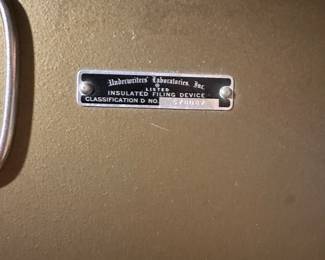 Underwriters' Laboratories, Inc.
®
LISTED
INSULATED FILING DEVICE
CLASSIFICATION D NO.